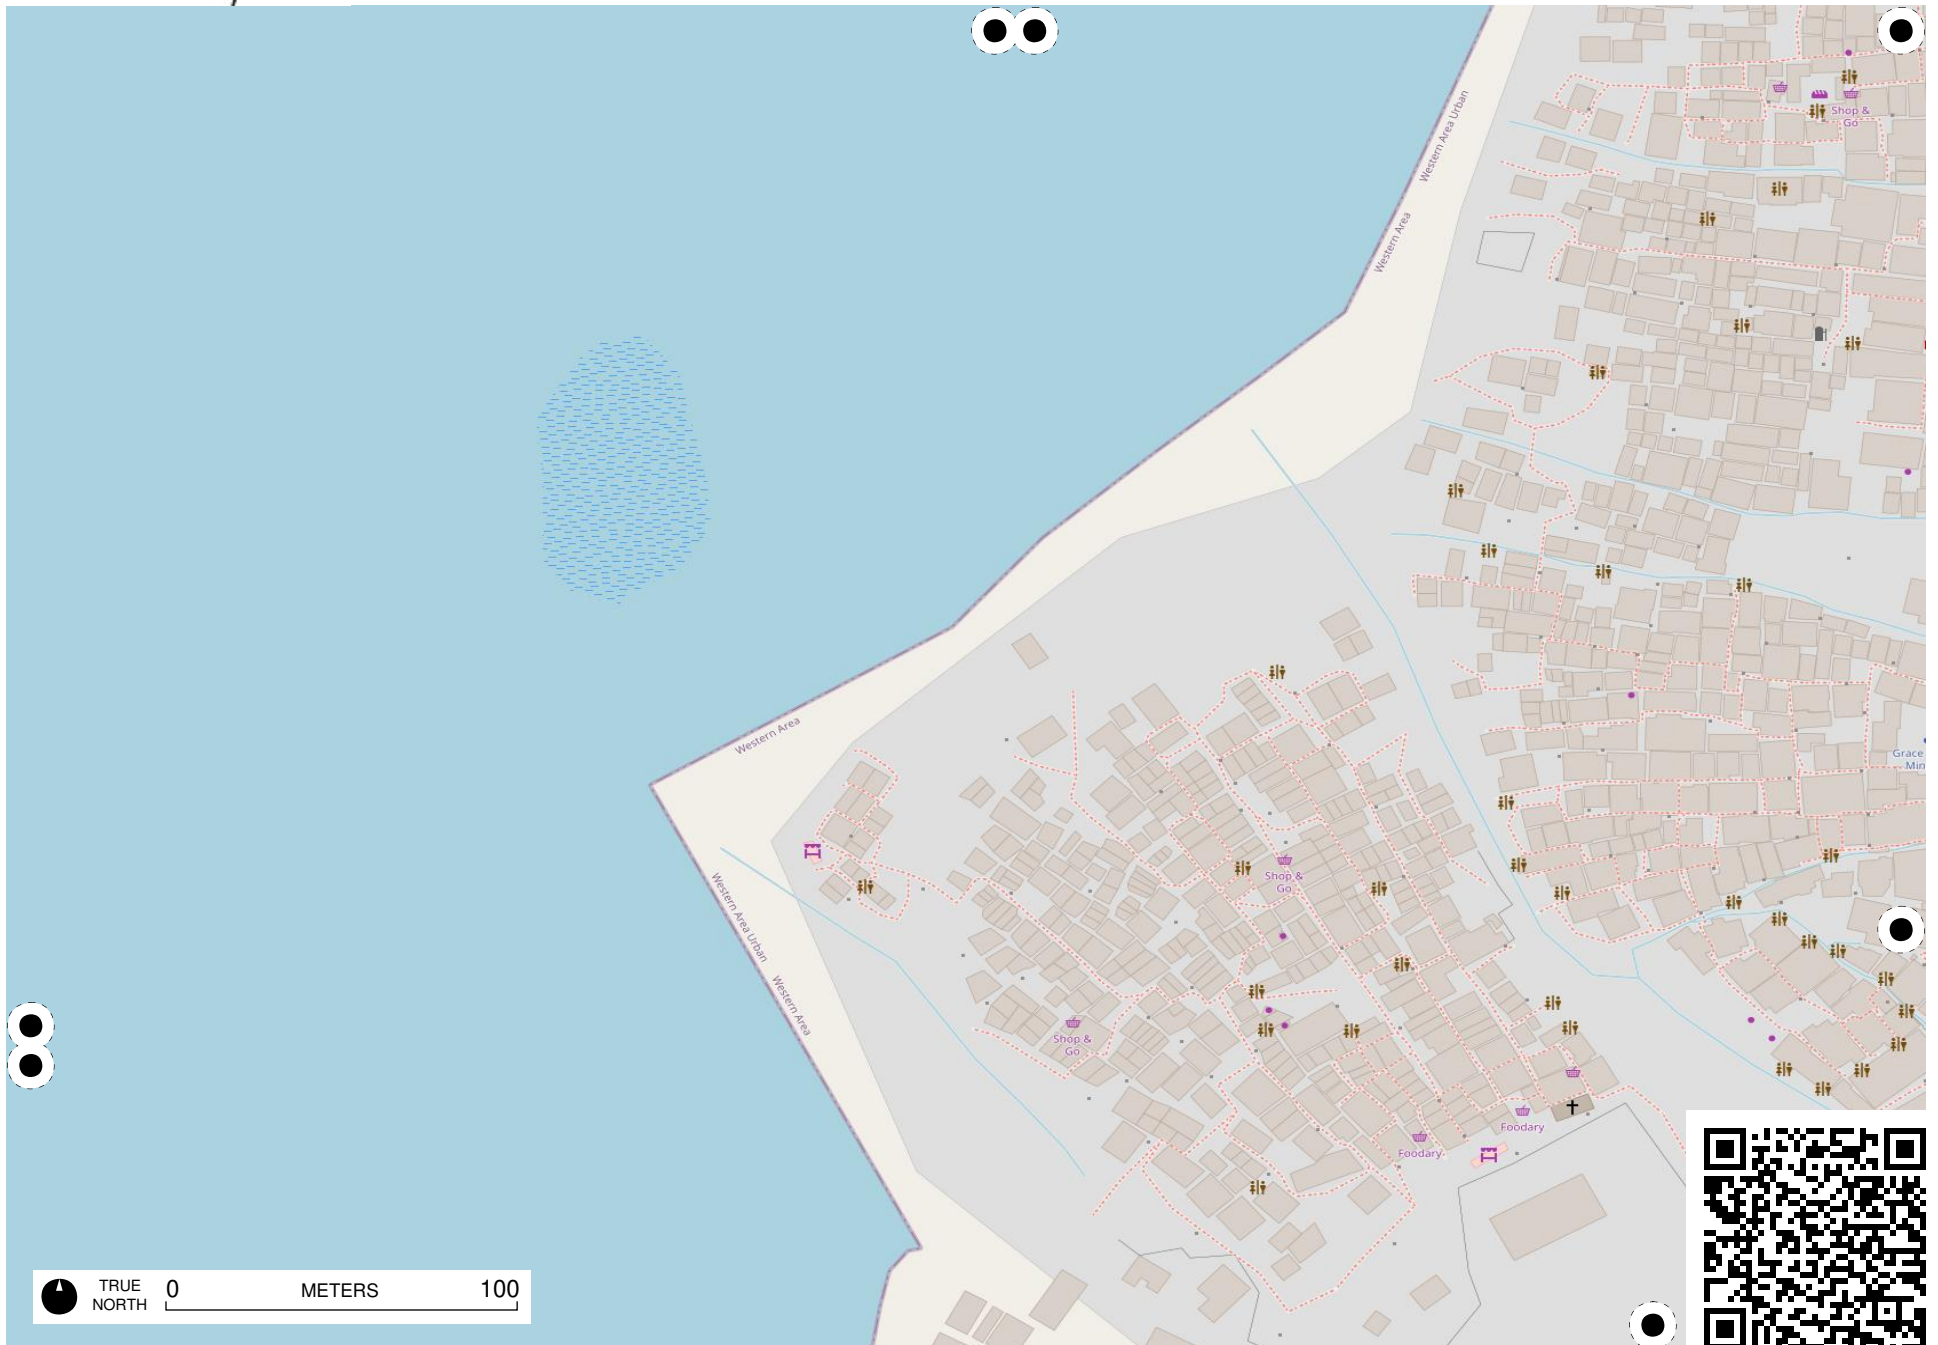 Western Area Urban
Western Area
Shop &
Go
Western Area
Grace
Min
Shop &
Go
Western Area Urban
Western Area
Shop &
Go
Foodary
Foodary
TRUE
NORTH
0 METERS 100